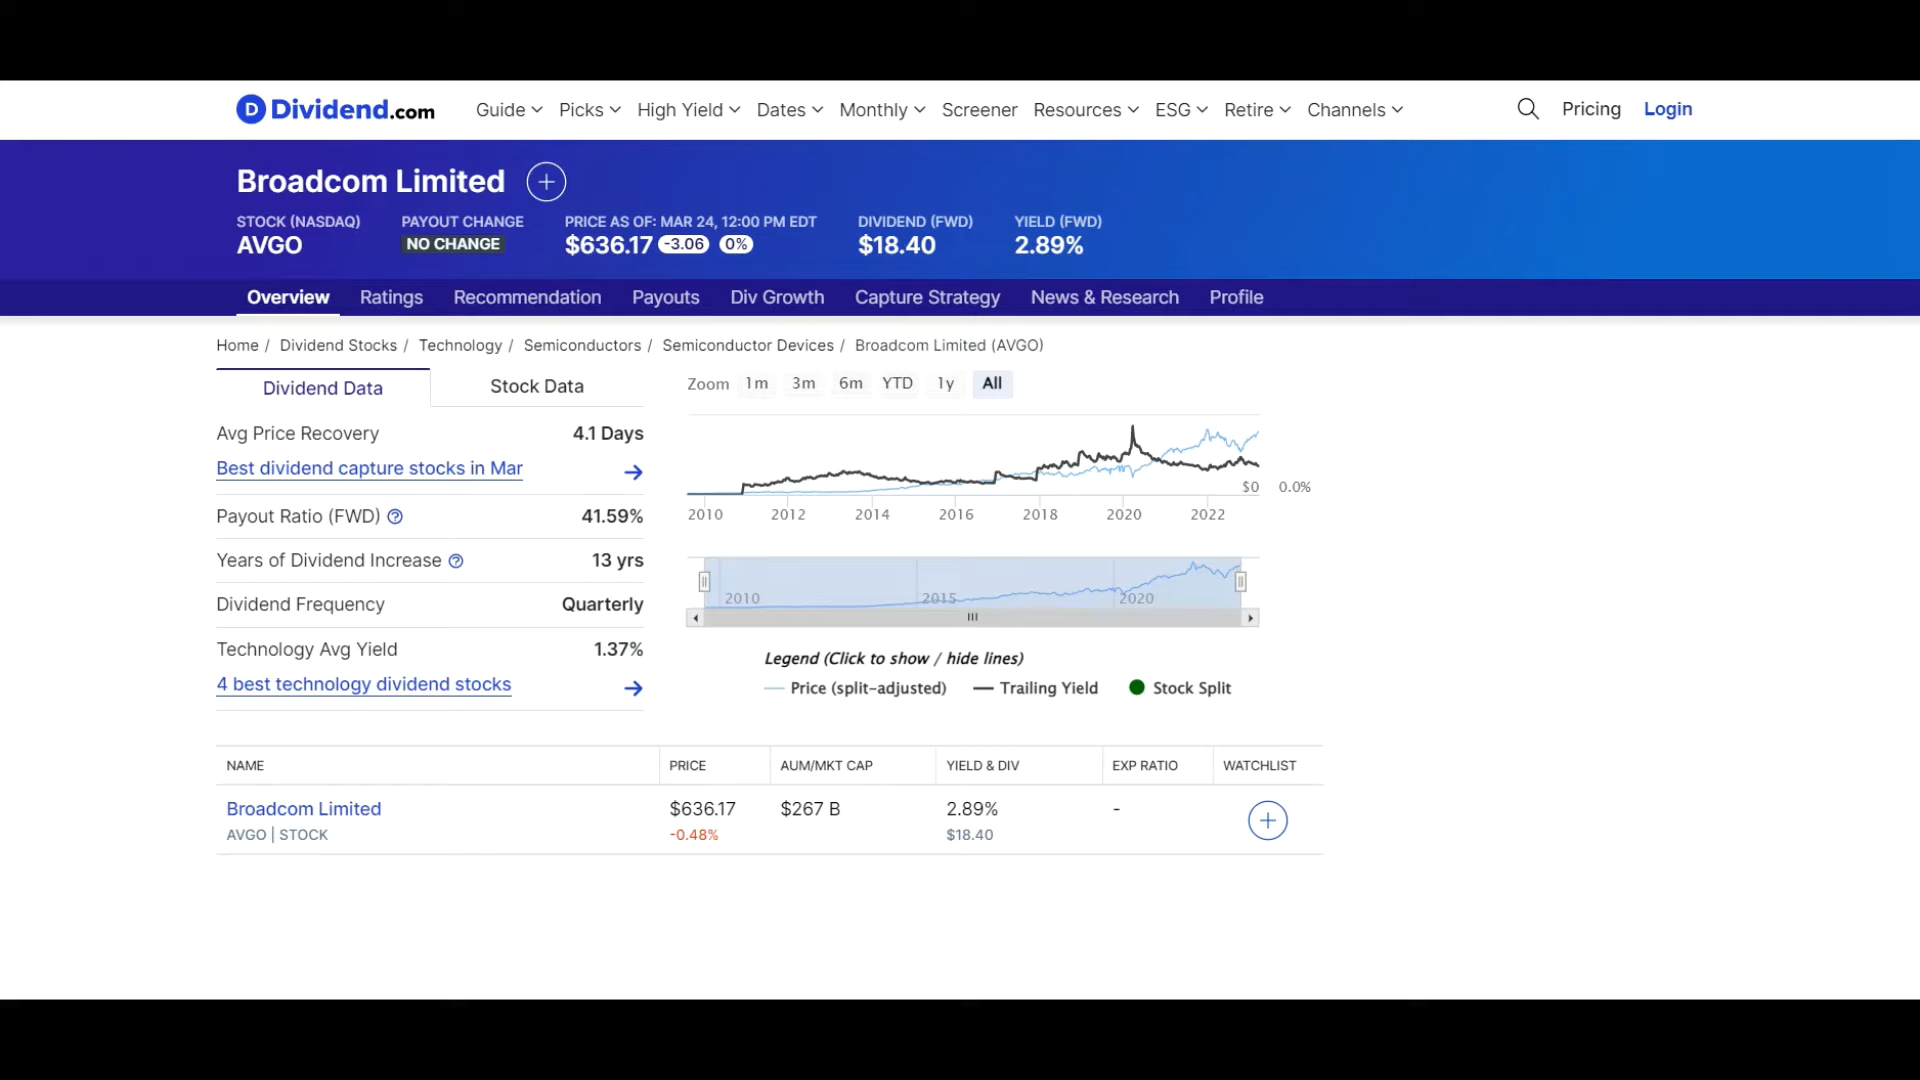 Dividend.com
Guide Picks High Yield Dates Monthly Screener Resources ESG Retire Channels Pricing Login
Broadcom Limited
STOCK (NASDAQ) PAYOUT CHANGE PRICE AS OF: MAR 24, 12:00 PM EDT DIVIDEND (FWD) YIELD (FWD)
AVGO NO CHANGE $636.17 -3.06 0% $18.40 2.89%
Overview Ratings Recommendation Payouts Div Growth Capture Strategy News & Research Profile
Home / Dividend Stocks / Technology / Semiconductors / Semiconductor Devices / Broadcom Limited (AVGO)
Dividend Data Stock Data
Avg Price Recovery 4.1 Days
Best dividend capture stocks in Mar
Payout Ratio (FWD) 41.59%
Years of Dividend Increase 13 yrs
Dividend Frequency Quarterly
Technology Avg Yield 1.37%
4 best technology dividend stocks
Zoom 1m 3m 6m YTD 1y All
$0 0.0%
2010 2012 2014 2016 2018 2020 2022
2010 2015 2020
Legend (Click to show / hide lines)
Price (split-adjusted) Trailing Yield Stock Split
NAME PRICE AUM/MKT CAP YIELD & DIV EXP RATIO WATCHLIST
Broadcom Limited $636.17 $267 B 2.89% -
AVGO | STOCK -0.48% $18.40